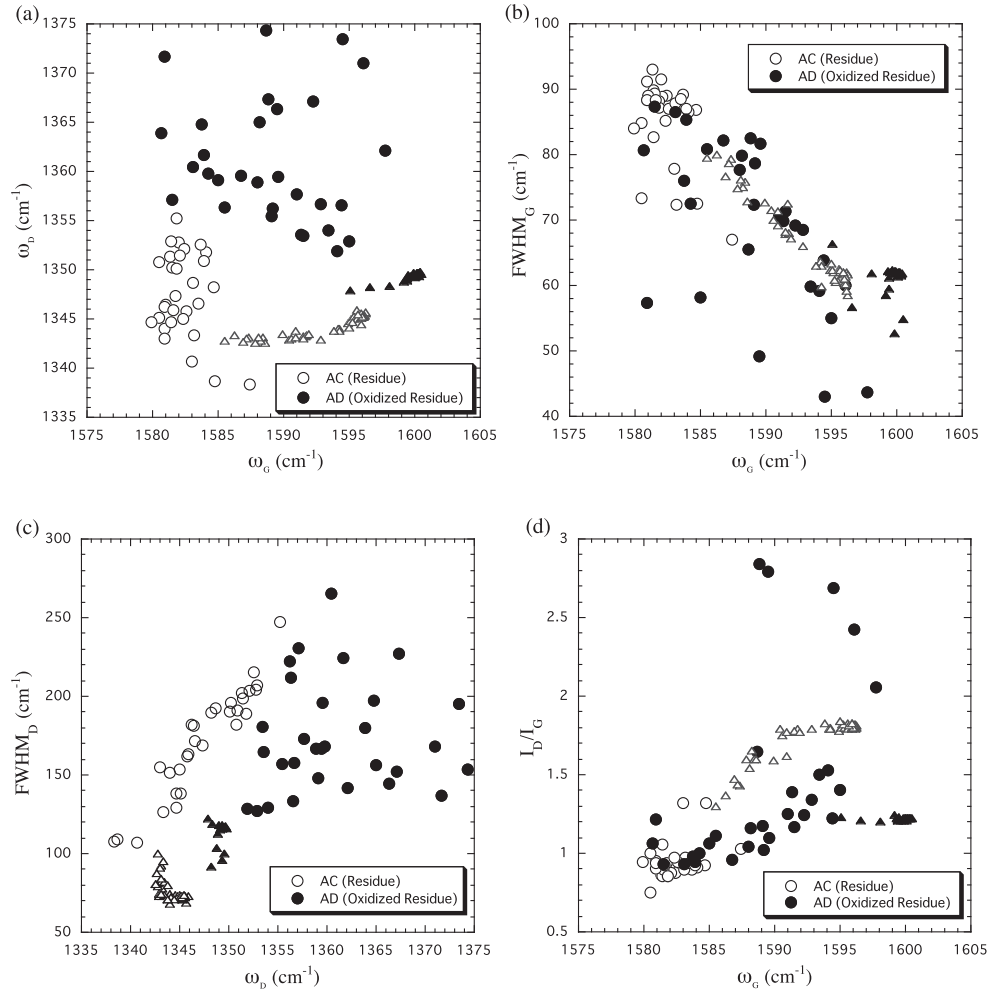 (a)
1375
1370
1365
1360
1355
1350
1345
1340
1335
ω_D (cm⁻¹)
AC (Residue)
AD (Oxidized Residue)
1575 1580 1585 1590 1595 1600 1605
ω_G (cm⁻¹)
(b)
100
90
80
70
60
50
40
FWHM_G (cm⁻¹)
AC (Residue)
AD (Oxidized Residue)
1575 1580 1585 1590 1595 1600 1605
ω_G (cm⁻¹)
(c)
300
250
200
150
100
50
FWHM_D (cm⁻¹)
AC (Residue)
AD (Oxidized Residue)
1335 1340 1345 1350 1355 1360 1365 1370 1375
ω_D (cm⁻¹)
(d)
3
2.5
2
1.5
1
0.5
I_D/I_G
AC (Residue)
AD (Oxidized Residue)
1575 1580 1585 1590 1595 1600 1605
ω_G (cm⁻¹)